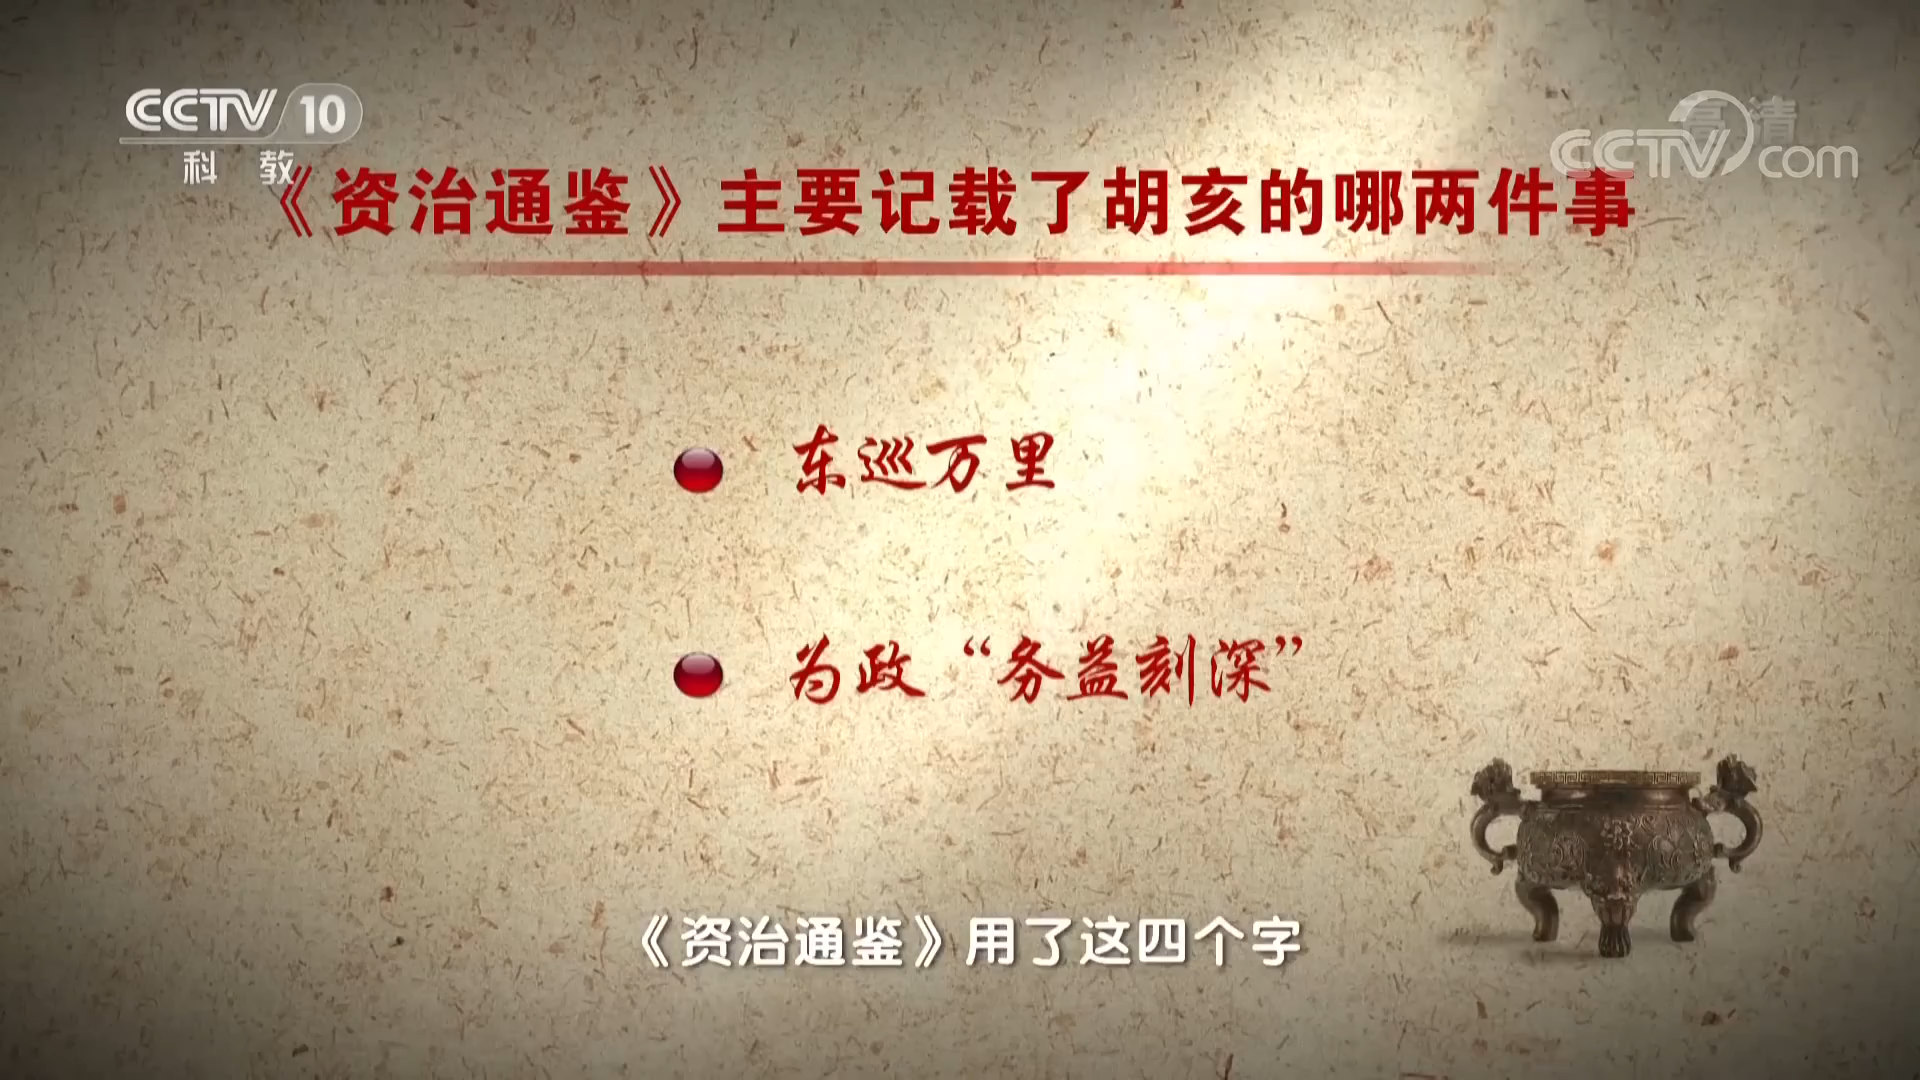 CCTV 10
科教
高清
CCTV com
《资治通鉴》主要记载了胡亥的哪两件事
东巡万里
为政“务益刻深”
《资治通鉴》用了这四个字